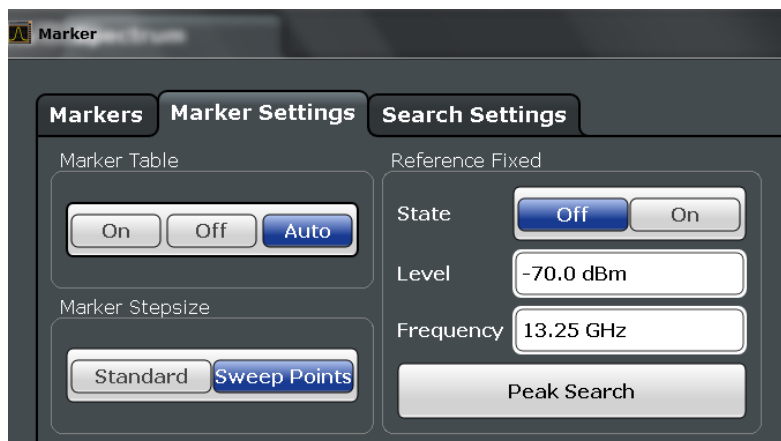 Marker
Markers
Marker Settings
Search Settings
Marker Table
On
Off
Auto
Marker Stepsize
Standard
Sweep Points
Reference Fixed
State
Off
On
Level
-70.0 dBm
Frequency
13.25 GHz
Peak Search